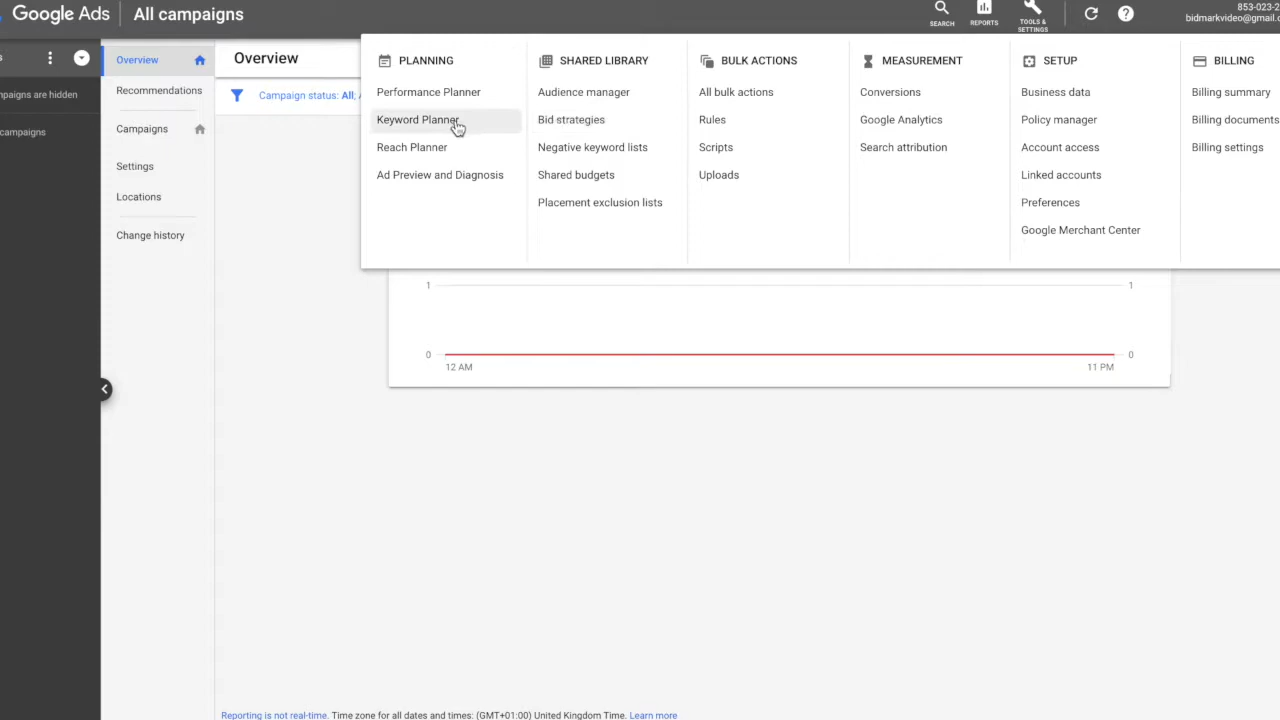 Google Ads
All campaigns
SEARCH
REPORTS
TOOLS &
SETTINGS
853-023-2
bidmarkvideo@gmail.c
paigns are hidden
campaigns
Overview
Recommendations
Campaigns
Settings
Locations
Change history
Overview
Campaign status: All;
PLANNING
Performance Planner
Keyword Planner
Reach Planner
Ad Preview and Diagnosis
SHARED LIBRARY
Audience manager
Bid strategies
Negative keyword lists
Shared budgets
Placement exclusion lists
BULK ACTIONS
All bulk actions
Rules
Scripts
Uploads
MEASUREMENT
Conversions
Google Analytics
Search attribution
SETUP
Business data
Policy manager
Account access
Linked accounts
Preferences
Google Merchant Center
BILLING
Billing summary
Billing documents
Billing settings
1
1
0
0
12 AM
11 PM
Reporting is not real-time. Time zone for all dates and times: (GMT+01:00) United Kingdom Time. Learn more